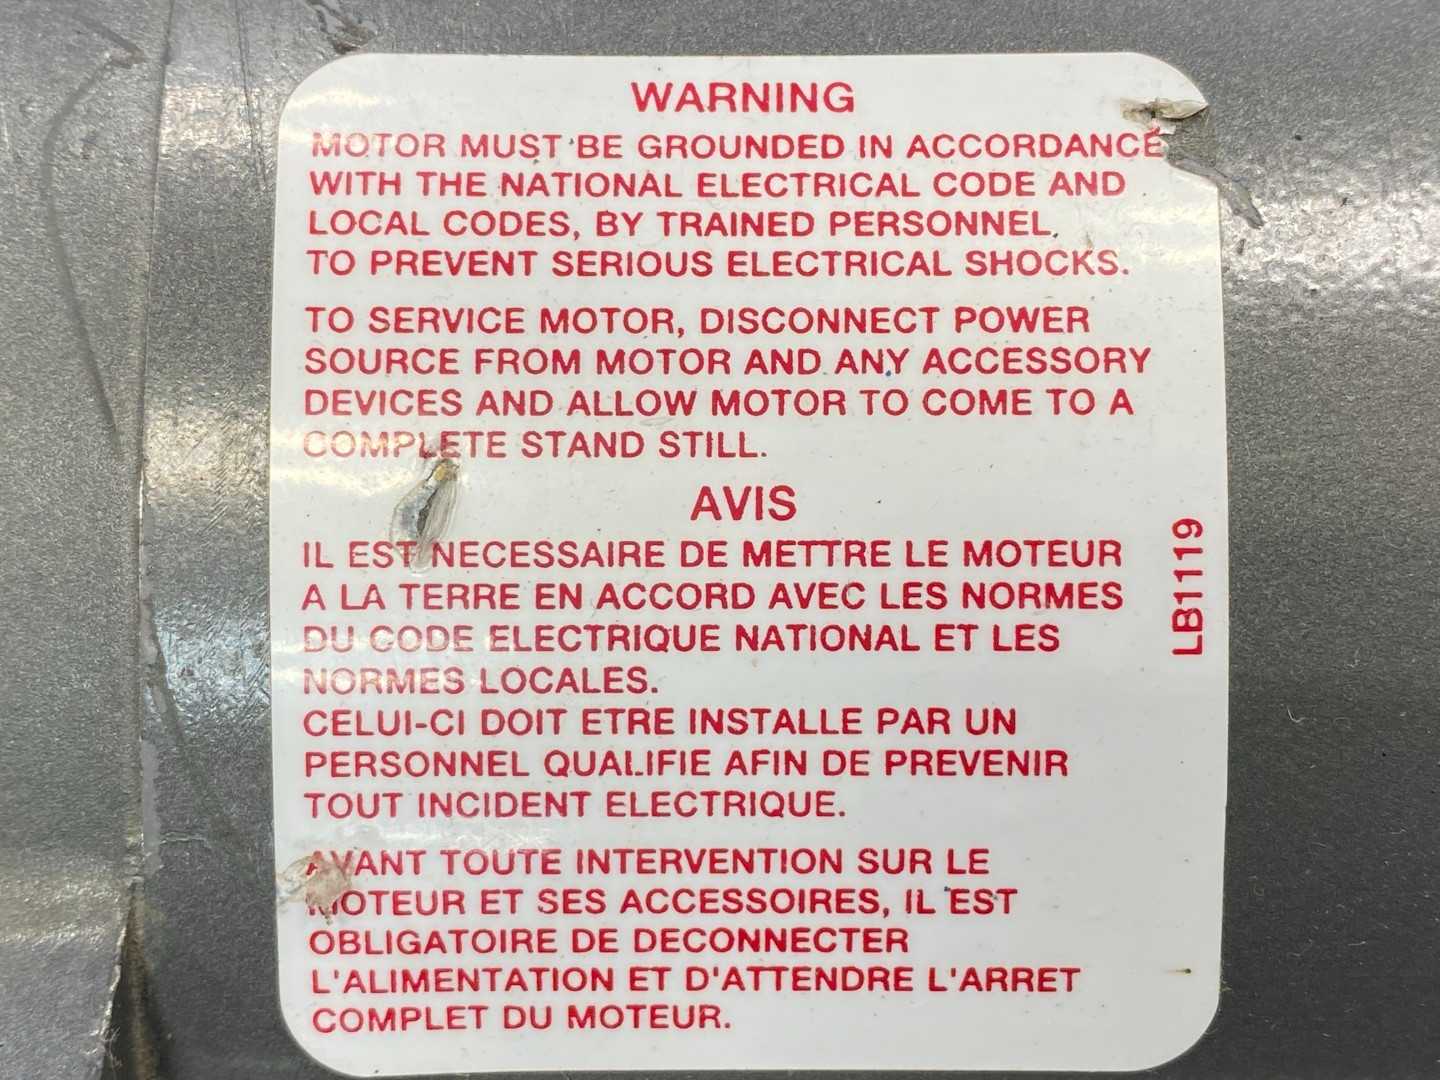 WARNING
MOTOR MUST BE GROUNDED IN ACCORDANCE
WITH THE NATIONAL ELECTRICAL CODE AND
LOCAL CODES, BY TRAINED PERSONNEL,
TO PREVENT SERIOUS ELECTRICAL SHOCKS.
TO SERVICE MOTOR, DISCONNECT POWER
SOURCE FROM MOTOR AND ANY ACCESSORY
DEVICES AND ALLOW MOTOR TO COME TO A
COMPLETE STAND STILL.
AVIS
IL EST NECESSAIRE DE METTRE LE MOTEUR
A LA TERRE EN ACCORD AVEC LES NORMES
DU CODE ELECTRIQUE NATIONAL ET LES
NORMES LOCALES.
CELUI-CI DOIT ETRE INSTALLE PAR UN
PERSONNEL QUALIFIE AFIN DE PREVENIR
TOUT INCIDENT ELECTRIQUE.
AVANT TOUTE INTERVENTION SUR LE
MOTEUR ET SES ACCESSOIRES, IL EST
OBLIGATOIRE DE DECONNECTER
L'ALIMENTATION ET D'ATTENDRE L'ARRET
COMPLET DU MOTEUR.
LB1119